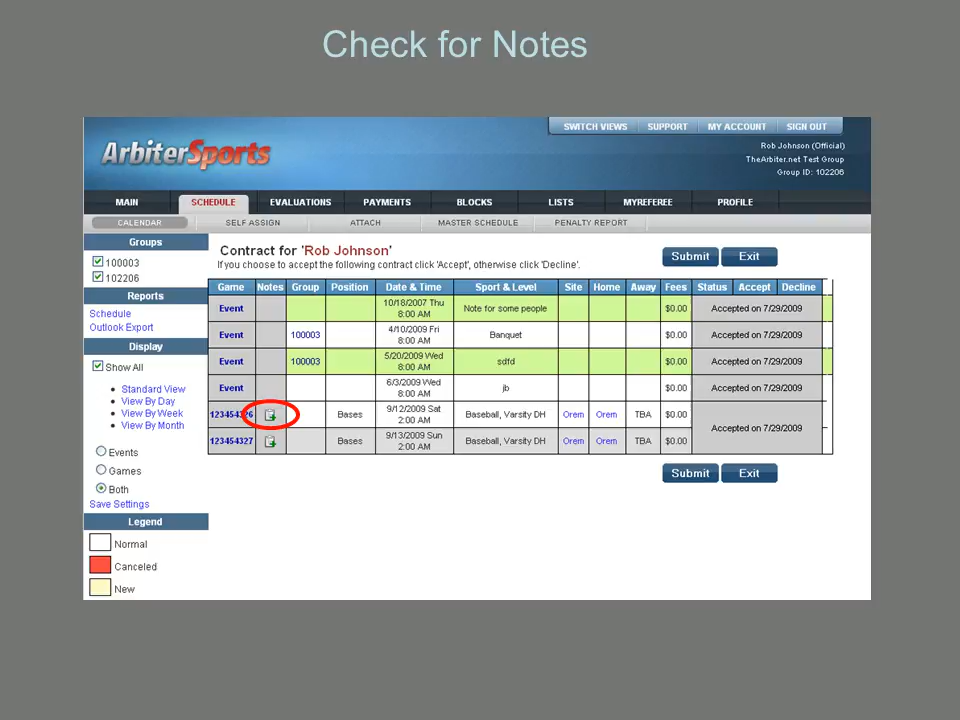 Check for Notes
SWITCH VIEWS SUPPORT MY ACCOUNT SIGN OUT
ArbiterSports
Rob Johnson (Official)
TheArbiter.net Test Group
Group ID: 102206
MAIN SCHEDULE EVALUATIONS PAYMENTS BLOCKS LISTS MYREFEREE PROFILE
CALENDAR SELF ASSIGN ATTACH MASTER SCHEDULE PENALTY REPORT
Groups
100003
102206
Reports
Schedule
Outlook Export
Display
Show All
Standard View
View By Day
View By Week
View By Month
Events
Games
Both
Save Settings
Legend
Normal
Canceled
New
Contract for 'Rob Johnson'
If you choose to accept the following contract click 'Accept', otherwise click 'Decline'.
Submit Exit
Game Notes Group Position Date & Time Sport & Level Site Home Away Fees Status Accept Decline
Event 10/18/2007 Thu 8:00 AM Note for some people $0.00 Accepted on 7/29/2009
Event 100003 4/10/2009 Fri 8:00 AM Banquet $0.00 Accepted on 7/29/2009
Event 100003 5/20/2009 Wed 8:00 AM sdfd $0.00 Accepted on 7/29/2009
Event 6/3/2009 Wed 8:00 AM jb $0.00 Accepted on 7/29/2009
123454326 Bases 9/12/2009 Sat 2:00 AM Baseball, Varsity DH Orem Orem TBA $0.00 Accepted on 7/29/2009
123454327 Bases 9/13/2009 Sun 2:00 AM Baseball, Varsity DH Orem Orem TBA $0.00
Submit Exit